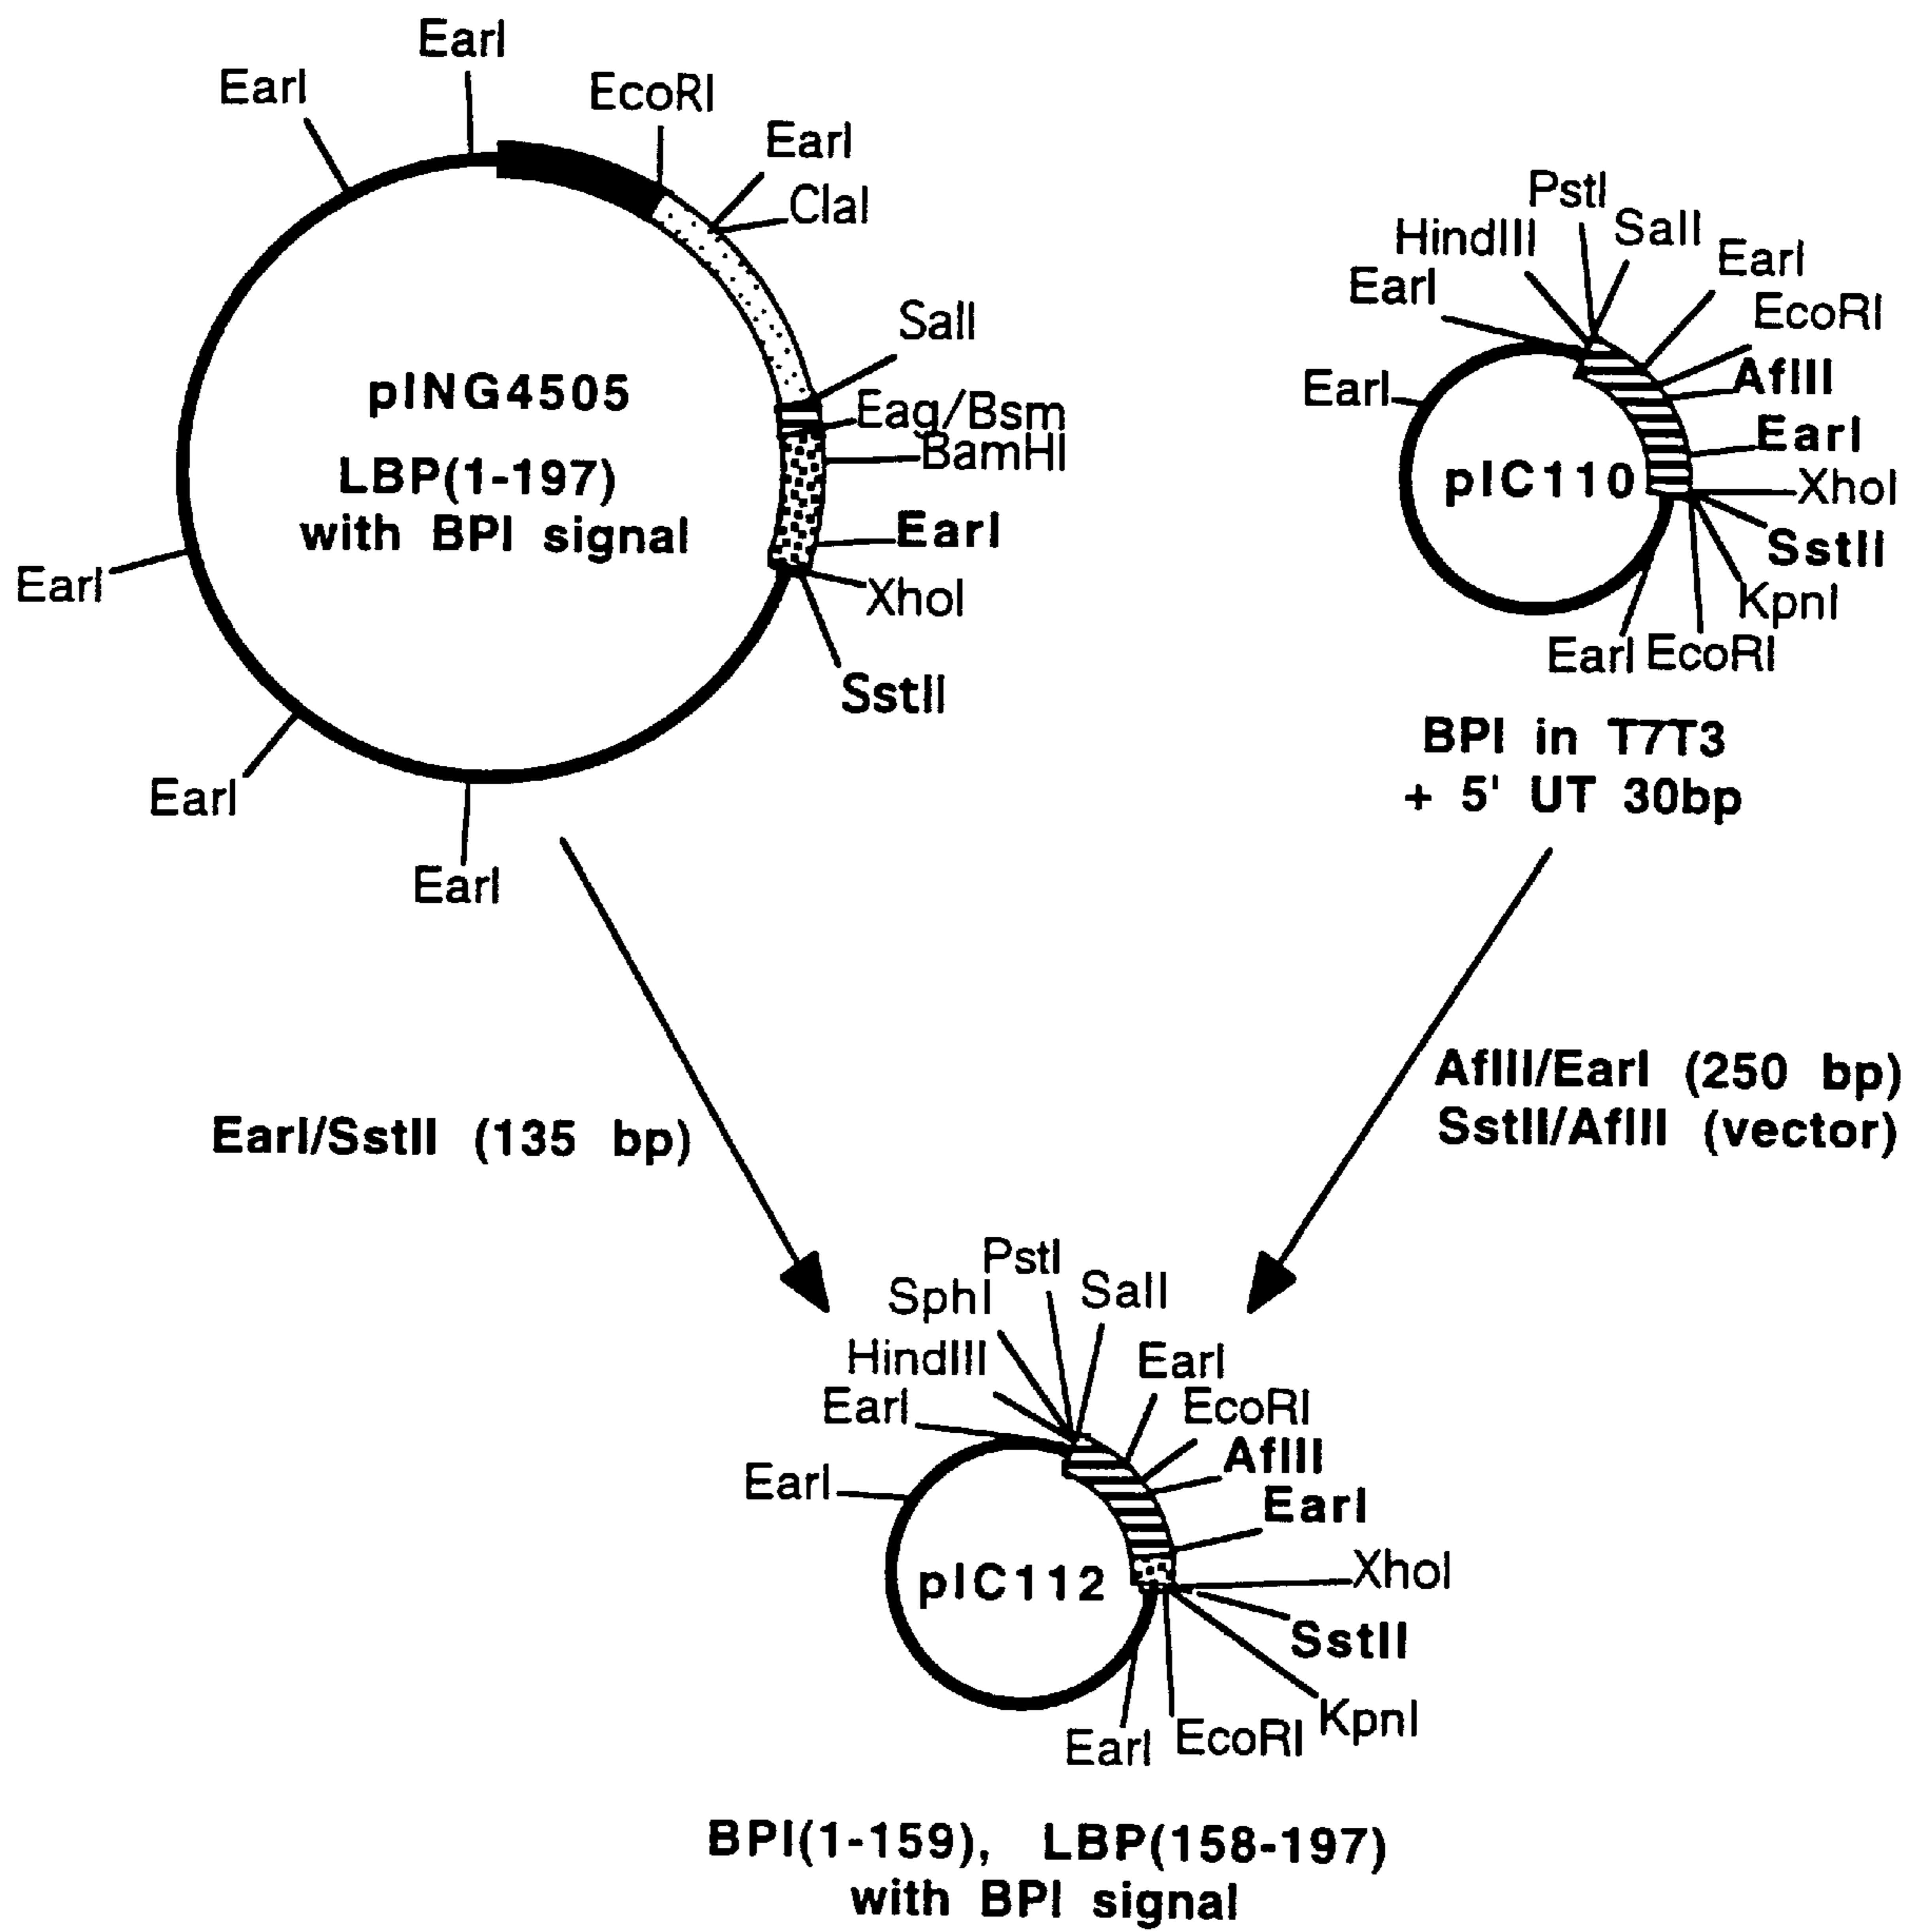 EarI
EarI
EcoRI
EarI
ClaI
SalI
Eag/Bsm
BamHI
EarI
XhoI
SstII
EarI
EarI
EarI
pING4505
LBP(1-197)
with BPI signal
PstI
HindIII
SalI
EarI
EarI
EcoRI
AflII
EarI
EarI
XhoI
SstII
KpnI
EarI
EcoRI
pIC110
BPI in T7T3
+ 5' UT 30bp
EarI/SstII (135 bp)
AflII/EarI (250 bp)
SstII/AflII (vector)
PstI
SphI
SalI
HindIII
EarI
EarI
EcoRI
AflII
EarI
EarI
XhoI
SstII
KpnI
EarI
EcoRI
pIC112
BPI(1-159), LBP(158-197)
with BPI signal